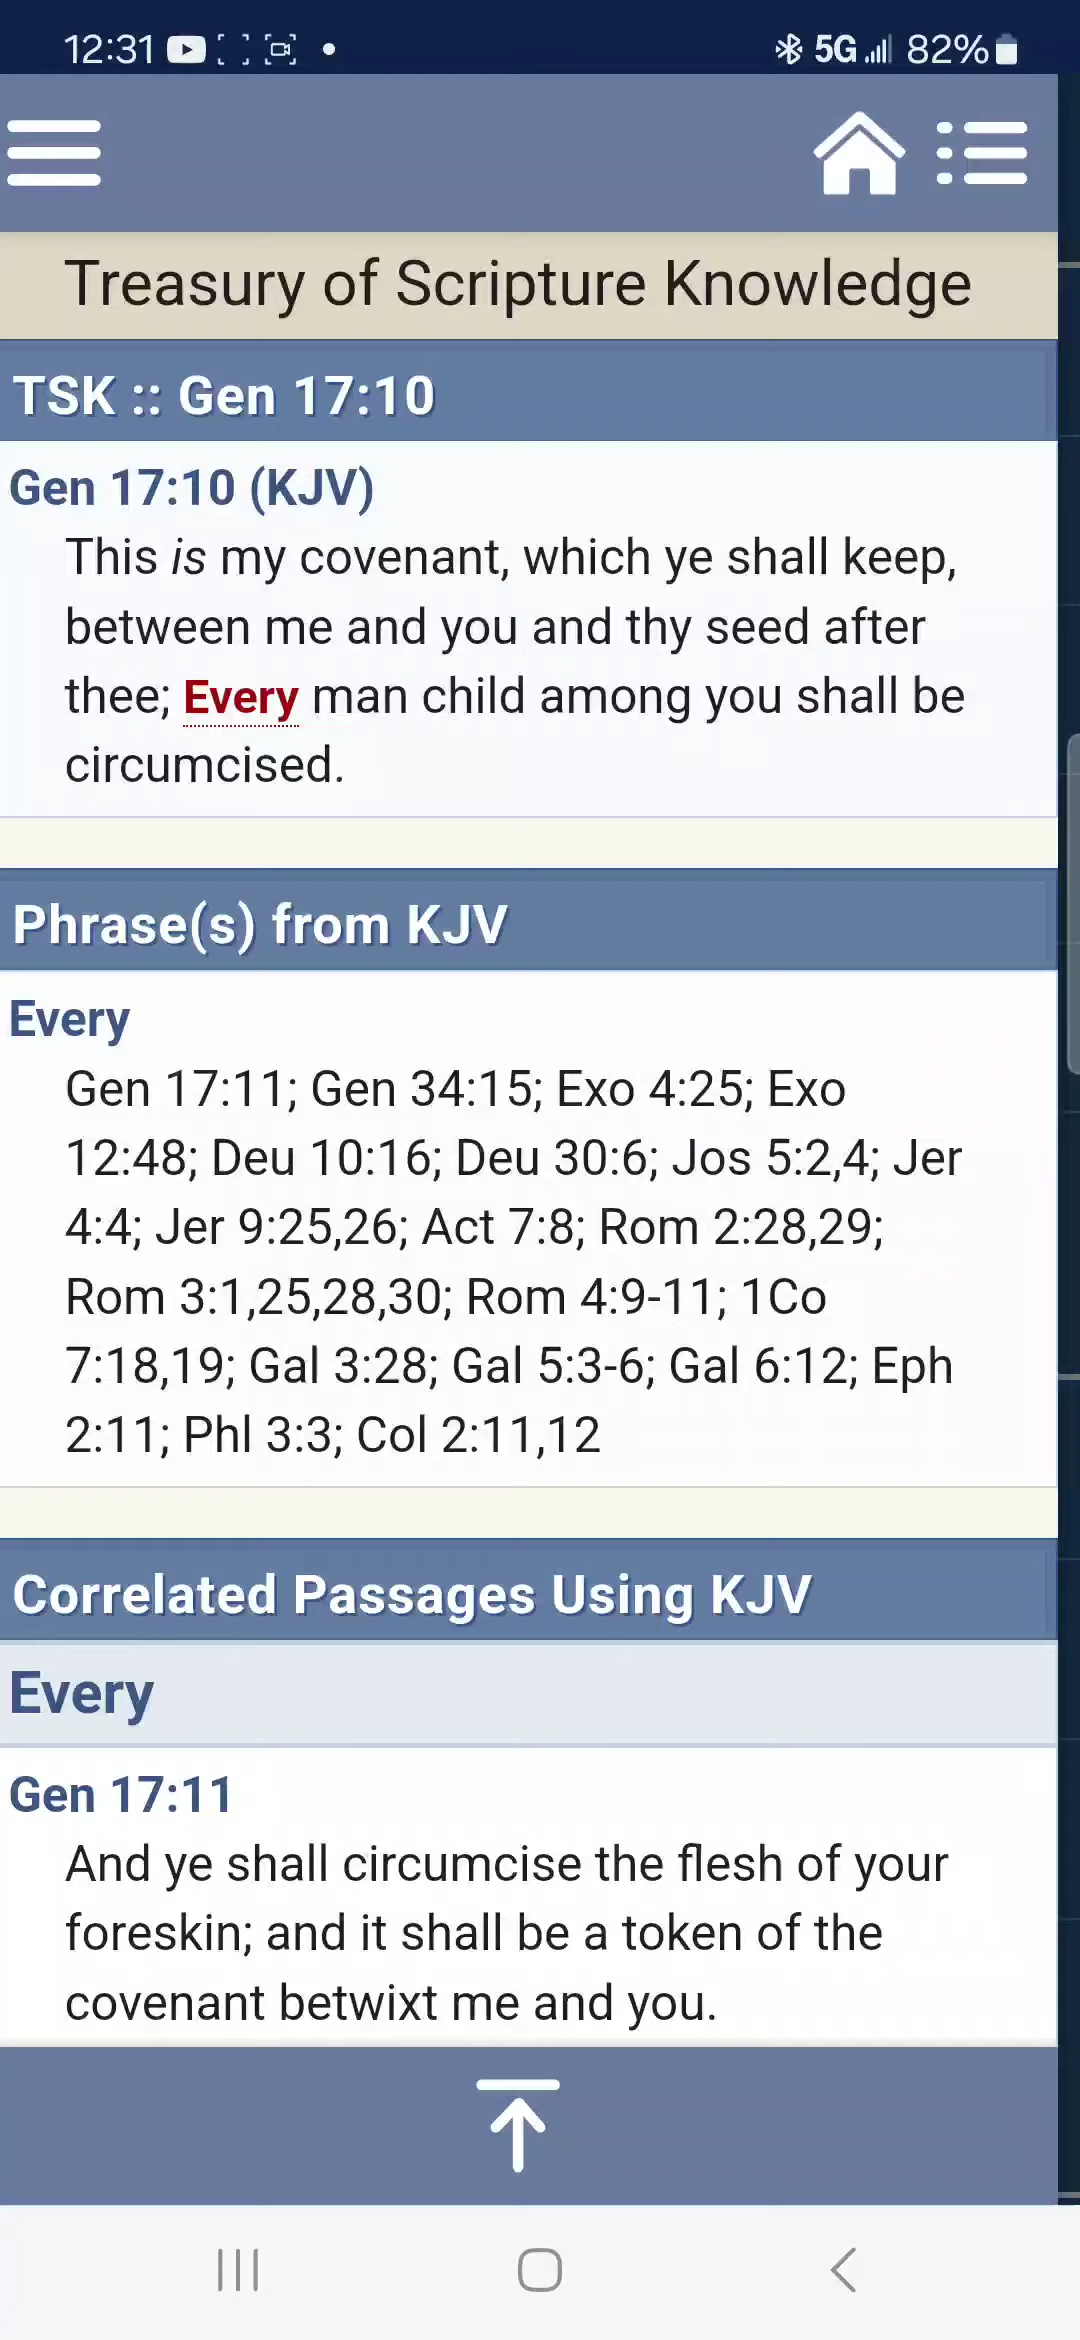 12:31 5G 82%
Treasury of Scripture Knowledge
TSK :: Gen 17:10
Gen 17:10 (KJV)
This is my covenant, which ye shall keep,
between me and you and thy seed after
thee; Every man child among you shall be
circumcised.
Phrase(s) from KJV
Every
Gen 17:11; Gen 34:15; Exo 4:25; Exo
12:48; Deu 10:16; Deu 30:6; Jos 5:2,4; Jer
4:4; Jer 9:25,26; Act 7:8; Rom 2:28,29;
Rom 3:1,25,28,30; Rom 4:9-11; 1Co
7:18,19; Gal 3:28; Gal 5:3-6; Gal 6:12; Eph
2:11; Phl 3:3; Col 2:11,12
Correlated Passages Using KJV
Every
Gen 17:11
And ye shall circumcise the flesh of your
foreskin; and it shall be a token of the
covenant betwixt me and you.